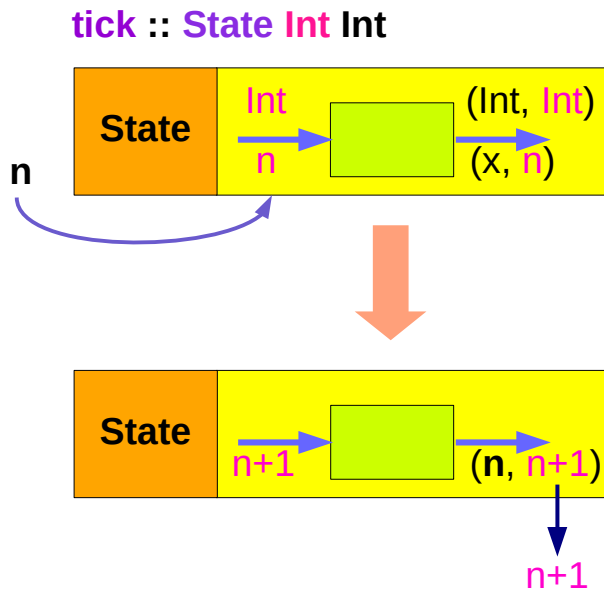 tick :: State Int Int
Int
(Int, Int)
State
n
n
(x, n)
State
n+1
(n, n+1)
n+1